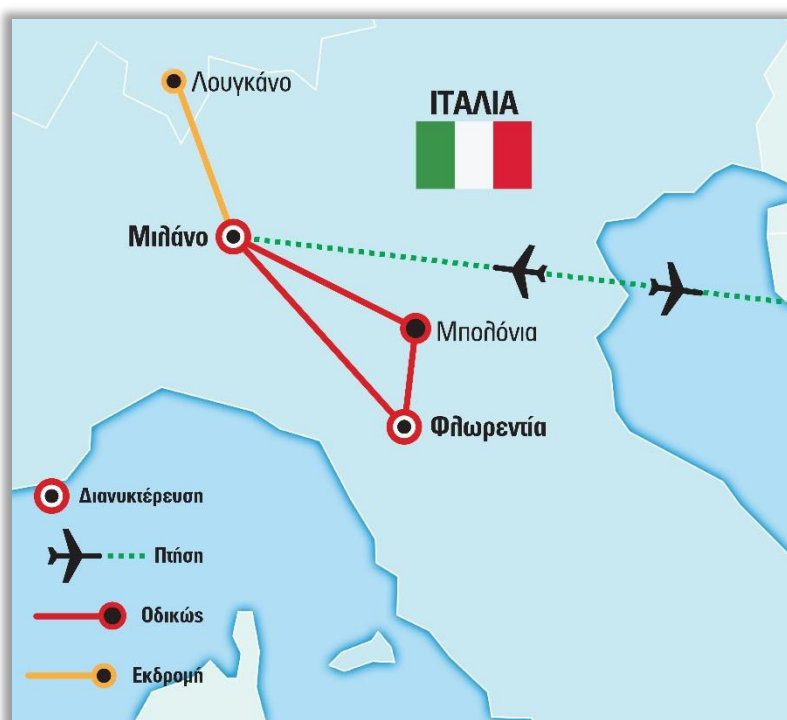 Λουγκάνο
ΙΤΑΛΙΑ
Μιλάνο
Μπολόνια
Φλωρεντία
Διανυκτέρευση
Πτήση
Οδικώς
Εκδρομή